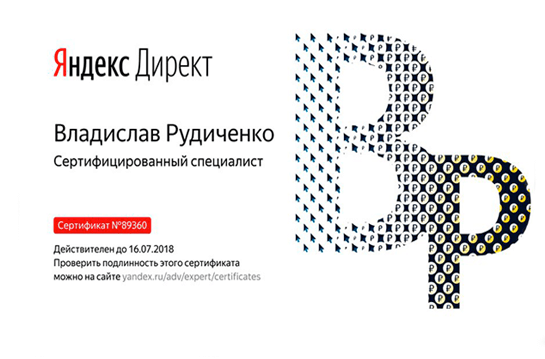 Яндекс Директ
Владислав Рудиченко
Сертифицированный специалист
Сертификат №89360
Действителен до 16.07.2018
Проверить подлинность этого сертификата
можно на сайте yandex.ru/adv/expert/certificates
Вр